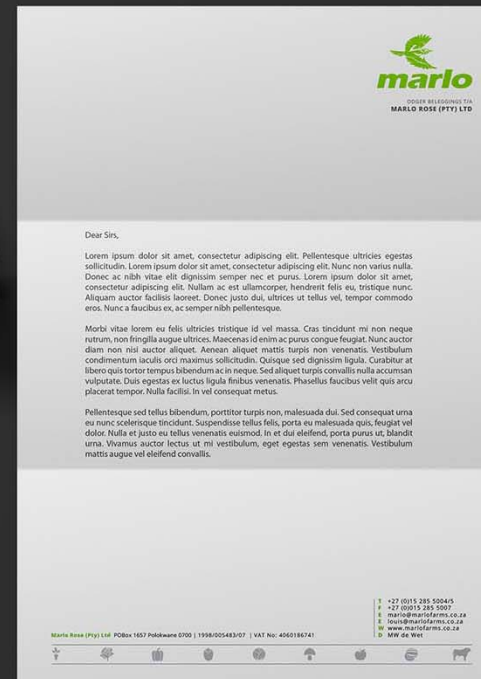 marlo
ODGER BELEGGINGS T/A
MARLO ROSE (PTY) LTD
Dear Sirs,
Lorem ipsum dolor sit amet, consectetur adipiscing elit. Pellentesque ultricies egestas
sollicitudin. Lorem ipsum dolor sit amet, consectetur adipiscing elit. Nunc non varius nulla.
Donec ac nibh vitae elit dignissim semper nec et purus. Lorem ipsum dolor sit amet,
consectetur adipiscing elit. Nullam ac est ullamcorper, hendrerit felis eu, tristique nunc.
Aliquam auctor facilisis laoreet. Donec justo dui, ultrices ut tellus vel, tempor commodo
eros. Nunc a faucibus ex, ac semper nibh pellentesque.
Morbi vitae lorem eu felis ultricies tristique id vel massa. Cras tincidunt mi non neque
rutrum, non fringilla augue ultrices. Maecenas id enim ac purus congue feugiat. Nunc auctor
diam non nisi auctor aliquet. Aenean aliquet mattis turpis non venenatis. Vestibulum
condimentum iaculis orci maximus sollicitudin. Quisque sed dignissim ligula. Curabitur at
libero quis tortor tempus bibendum ac in neque. Sed aliquet turpis convallis nulla accumsan
vulputate. Duis egestas ex luctus ligula finibus venenatis. Phasellus faucibus velit quis arcu
placerat tempor. Nulla facilisi. In vel consequat metus.
Pellentesque sed tellus bibendum, porttitor turpis non, malesuada dui. Sed consequat urna
eu nunc scelerisque tincidunt. Suspendisse tellus felis, porta eu malesuada quis, feugiat vel
dolor. Nulla et justo eu tellus venenatis euismod. In et dui eleifend, porta purus ut, blandit
urna. Vivamus auctor lectus ut mi vestibulum, eget egestas sem venenatis. Vestibulum
mattis augue vel eleifend convallis.
T +27 (0)15 285 5004/5
F +27 (0)015 285 5007
E marlo@marlofarms.co.za
E louis@marlofarms.co.za
W www.marlofarms.co.za
D MW de Wet
Marlo Rose (Pty) Ltd POBox 1657 Polokwane 0700 | 1998/005483/07 | VAT No: 4060186741